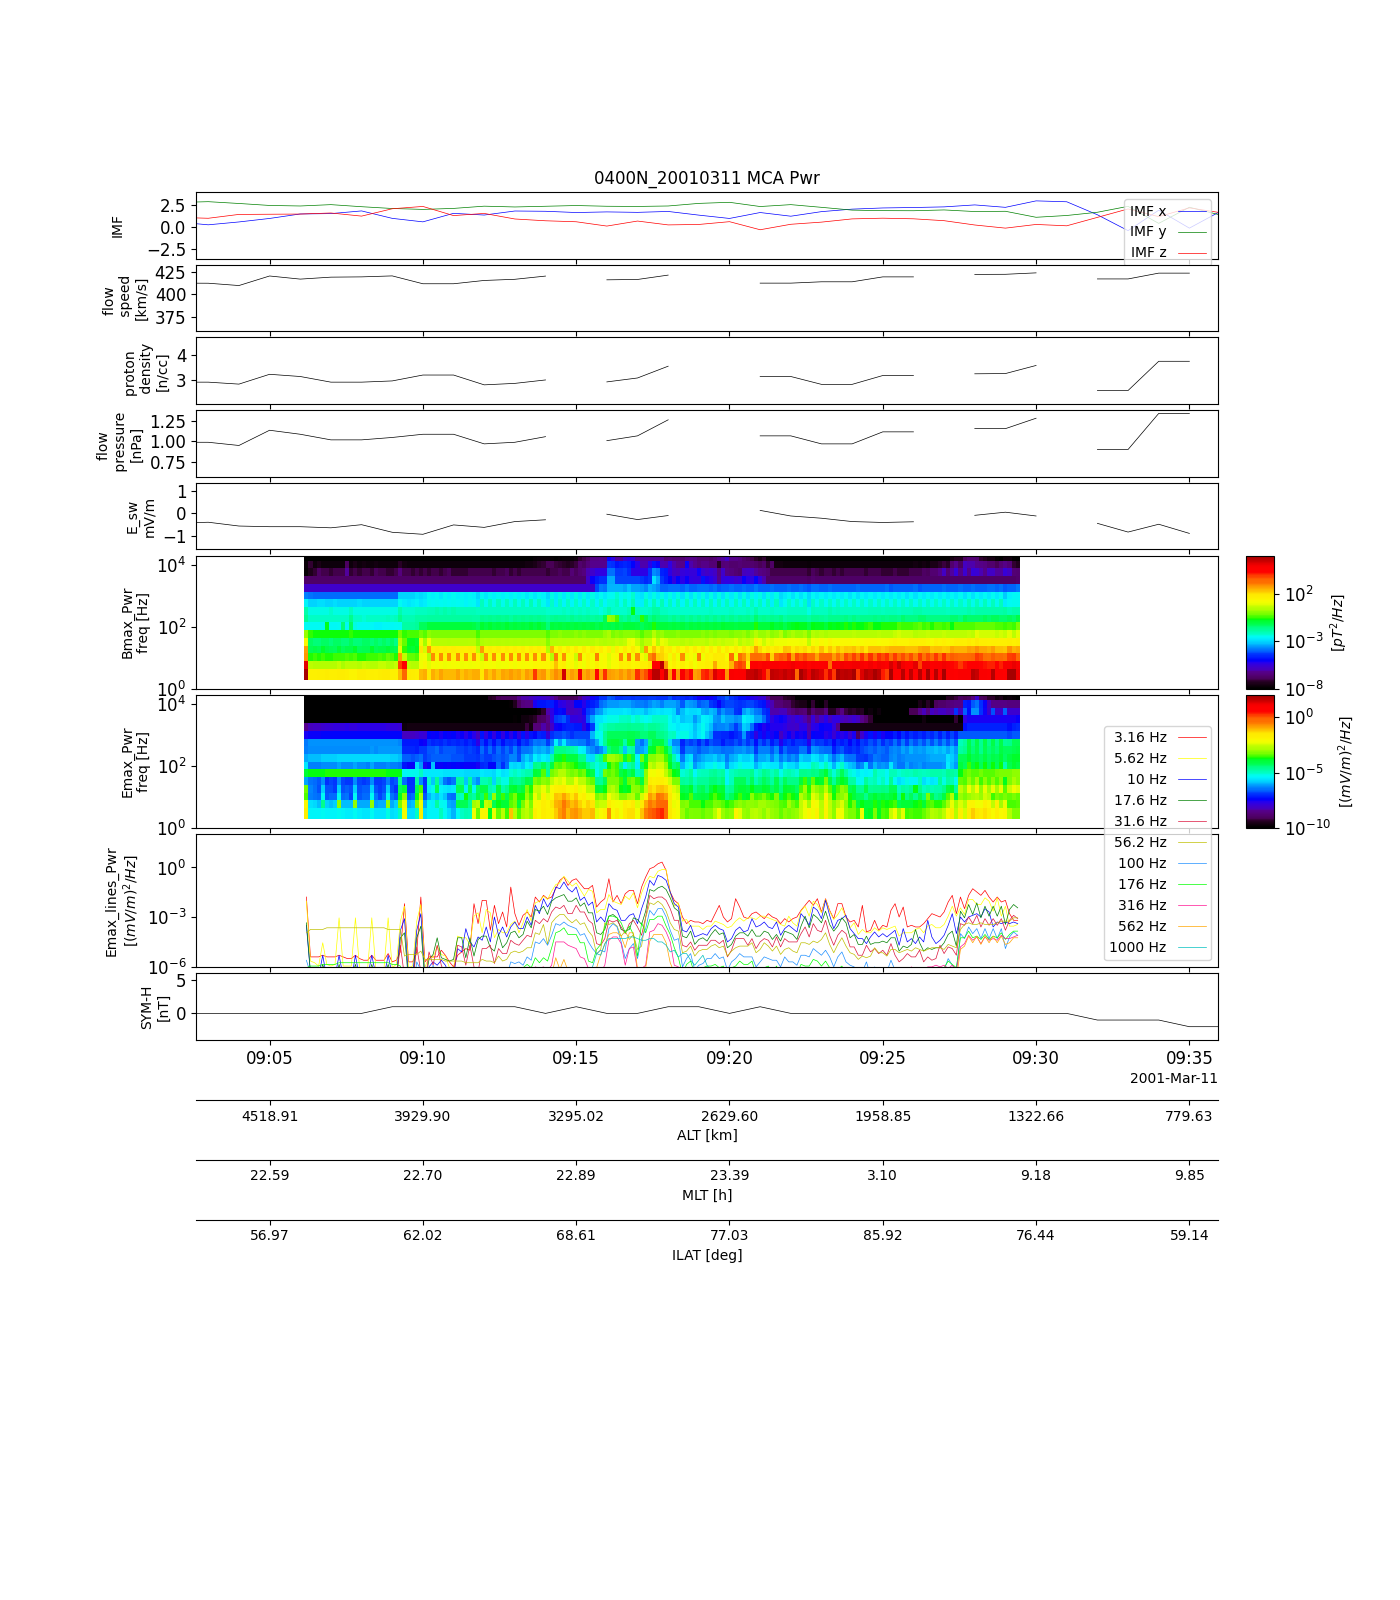 0400N_20010311 MCA Pwr
IMF
2.5
0.0
−2.5
IMF x
IMF y
IMF z
flow
speed
[km/s]
425
400
375
proton
density
[n/cc]
4
3
flow
pressure
[nPa]
1.25
1.00
0.75
E_sw
mV/m
1
0
−1
Bmax_Pwr
freq [Hz]
10^4
10^2
10^0
10^2
10^{-3}
10^{-8}
[pT^2/Hz]
Emax_Pwr
freq [Hz]
10^4
10^2
10^0
10^0
10^{-5}
10^{-10}
[(mV/m)^2/Hz]
3.16 Hz
5.62 Hz
10 Hz
17.6 Hz
31.6 Hz
56.2 Hz
100 Hz
176 Hz
316 Hz
562 Hz
1000 Hz
Emax_lines_Pwr
[(mV/m)^2/Hz]
10^0
10^{-3}
10^{-6}
SYM-H
[nT]
5
0
09:05 09:10 09:15 09:20 09:25 09:30 09:35
2001-Mar-11
4518.91 3929.90 3295.02 2629.60 1958.85 1322.66 779.63
ALT [km]
22.59 22.70 22.89 23.39 3.10 9.18 9.85
MLT [h]
56.97 62.02 68.61 77.03 85.92 76.44 59.14
ILAT [deg]